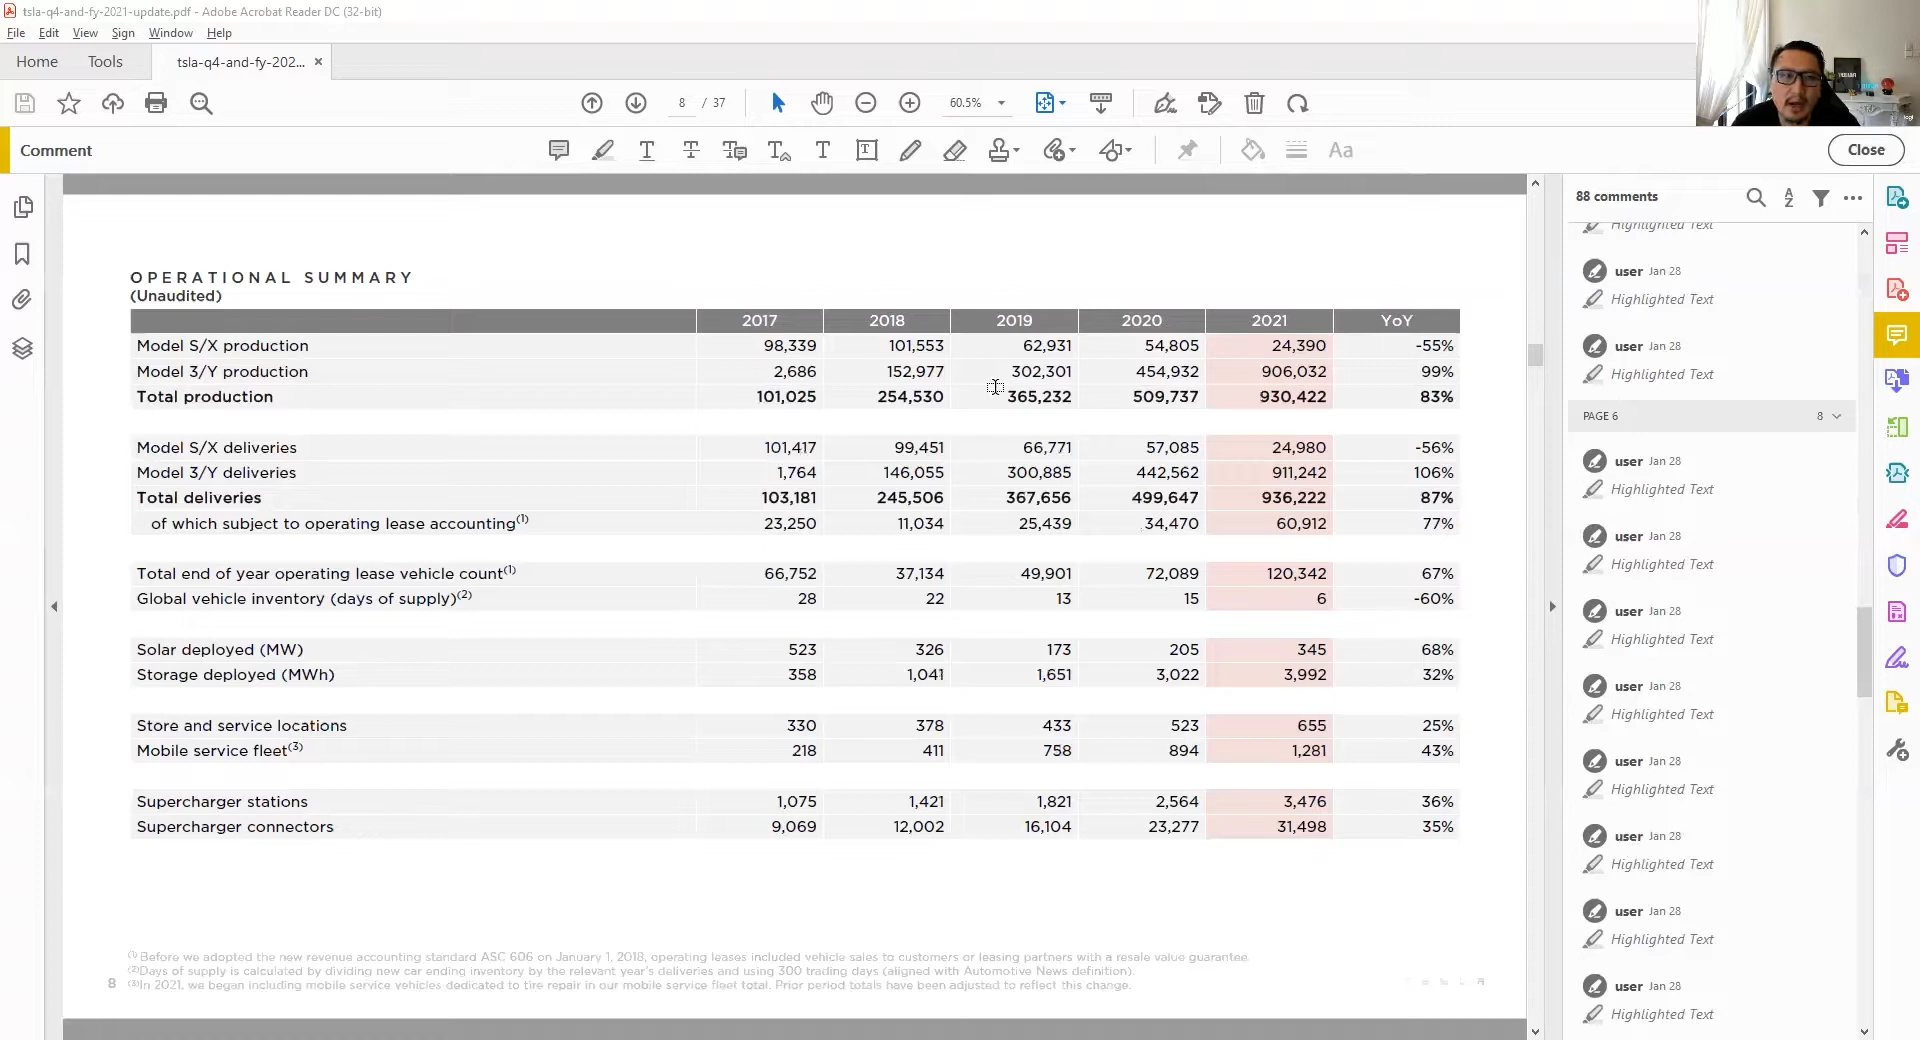 tsla-q4-and-fy-2021-update.pdf - Adobe Acrobat Reader DC (32-bit)
File Edit View Sign Window Help
Home Tools tsla-q4-and-fy-202... ×
8 / 37 60.5%
Comment Close
88 comments
OPERATIONAL SUMMARY
(Unaudited)
2017 2018 2019 2020 2021 YoY
Model S/X production 98,339 101,553 62,931 54,805 24,390 -55%
Model 3/Y production 2,686 152,977 302,301 454,932 906,032 99%
Total production 101,025 254,530 365,232 509,737 930,422 83%
Model S/X deliveries 101,417 99,451 66,771 57,085 24,980 -56%
Model 3/Y deliveries 1,764 146,055 300,885 442,562 911,242 106%
Total deliveries 103,181 245,506 367,656 499,647 936,222 87%
of which subject to operating lease accounting(1) 23,250 11,034 25,439 34,470 60,912 77%
Total end of year operating lease vehicle count(1) 66,752 37,134 49,901 72,089 120,342 67%
Global vehicle inventory (days of supply)(2) 28 22 13 15 6 -60%
Solar deployed (MW) 523 326 173 205 345 68%
Storage deployed (MWh) 358 1,041 1,651 3,022 3,992 32%
Store and service locations 330 378 433 523 655 25%
Mobile service fleet(3) 218 411 758 894 1,281 43%
Supercharger stations 1,075 1,421 1,821 2,564 3,476 36%
Supercharger connectors 9,069 12,002 16,104 23,277 31,498 35%
(1)Before we adopted the new revenue accounting standard ASC 606 on January 1, 2018, operating leases included vehicle sales to customers or leasing partners with a resale value guarantee.
(2)Days of supply is calculated by dividing new car ending inventory by the relevant year's deliveries and using 300 trading days (aligned with Automotive News definition).
8 (3)In 2021, we began including mobile service vehicles dedicated to tire repair in our mobile service fleet total. Prior period totals have been adjusted to reflect this change.
Highlighted Text
user Jan 28
Highlighted Text
user Jan 28
Highlighted Text
PAGE 6 8
user Jan 28
Highlighted Text
user Jan 28
Highlighted Text
user Jan 28
Highlighted Text
user Jan 28
Highlighted Text
user Jan 28
Highlighted Text
user Jan 28
Highlighted Text
user Jan 28
Highlighted Text
user Jan 28
Highlighted Text